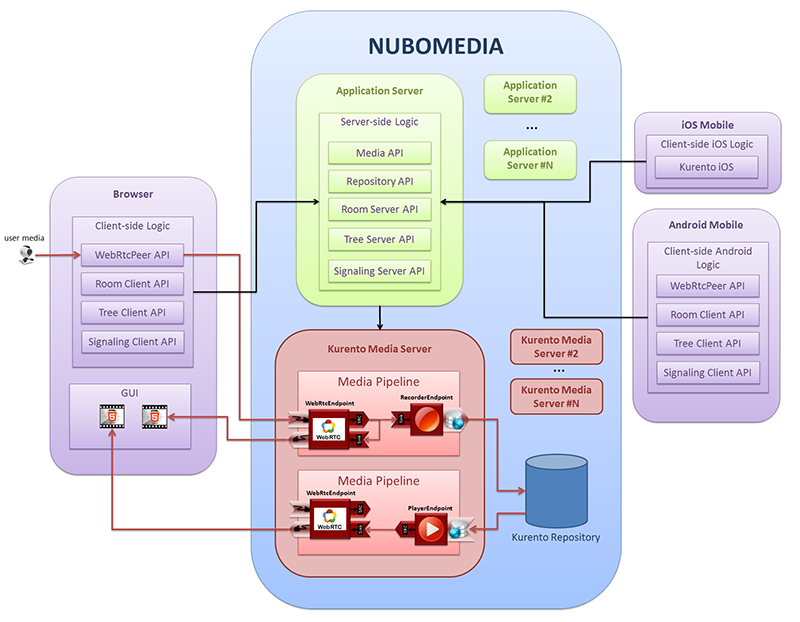 NUBOMEDIA
Application Server
Server-side Logic
Media API
Repository API
Room Server API
Tree Server API
Signaling Server API
Application
Server #2
...
Application
Server #N
iOS Mobile
Client-side iOS Logic
Kurento iOS
Browser
Client-side Logic
WebRtcPeer API
Room Client API
Tree Client API
Signaling Client API
GUI
user media
Android Mobile
Client-side Android
Logic
WebRtcPeer API
Room Client API
Tree Client API
Signaling Client API
Kurento Media Server
Media Pipeline
WebRtcEndpoint
WebRTC
RecorderEndpoint
Media Pipeline
WebRtcEndpoint
WebRTC
PlayerEndpoint
Kurento Media
Server #2
...
Kurento Media
Server #N
Kurento Repository